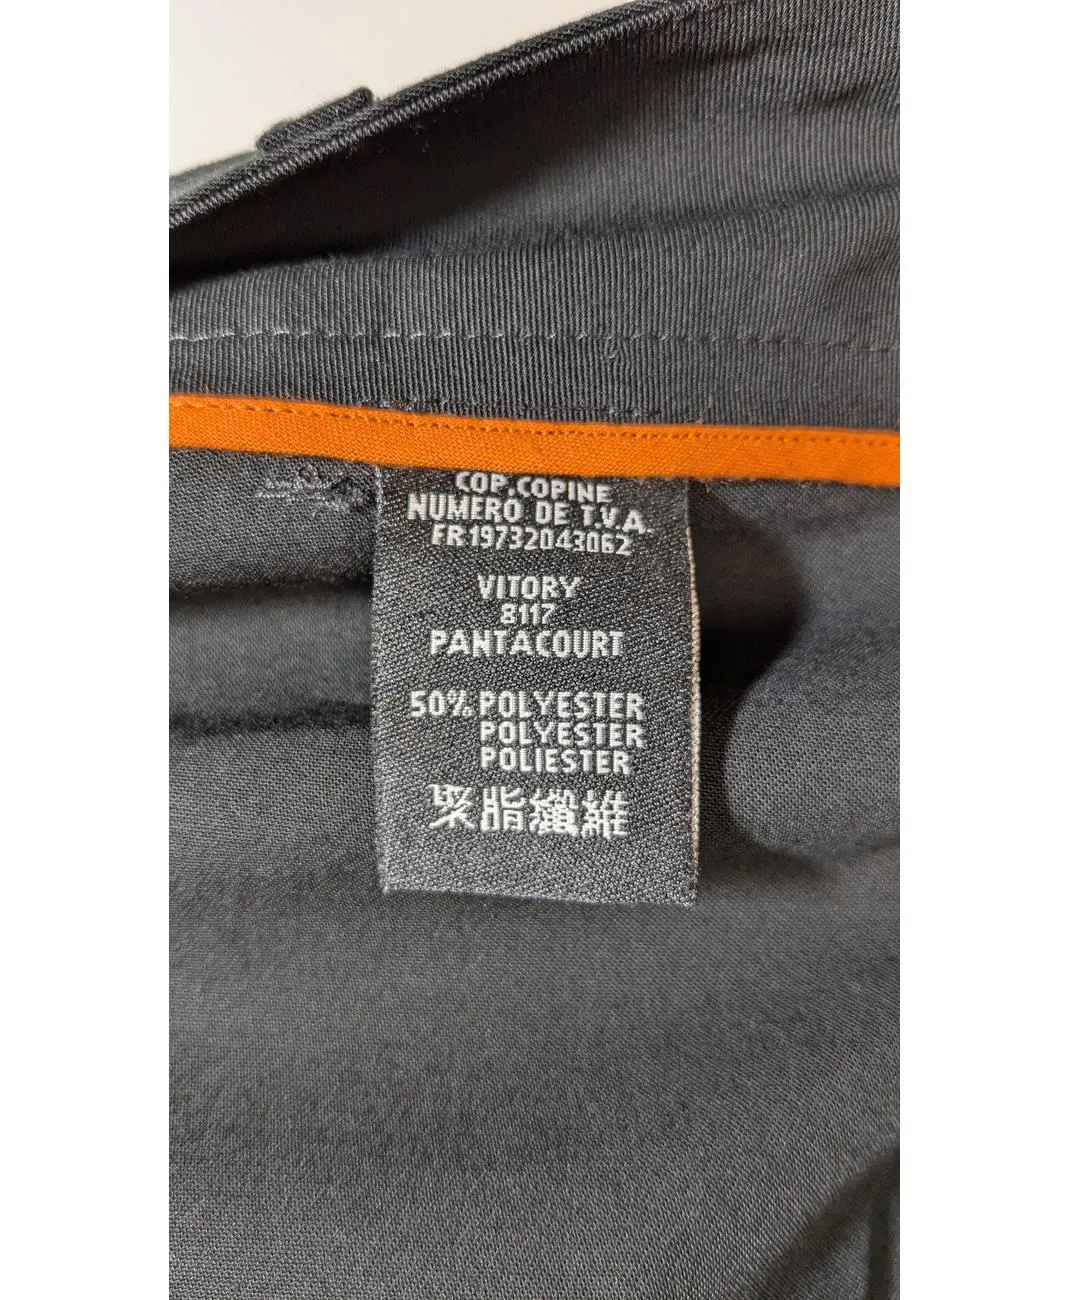 COP.COPINE
NUMERO DE T.V.A.
FR19732043062
VITORY
8117
PANTACOURT
50% POLYESTER
POLYESTER
POLIESTER
聚脂纖維